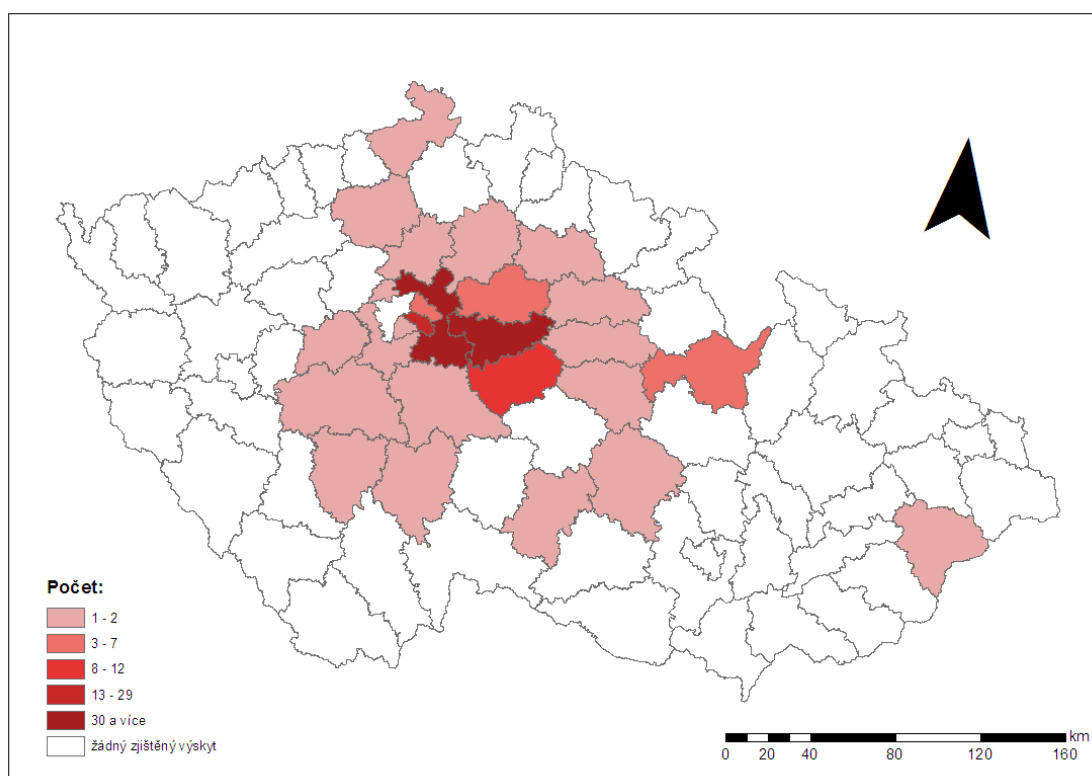 Počet:
1 - 2
3 - 7
8 - 12
13 - 29
30 a více
žádný zjištěný výskyt
km
0 20 40 80 120 160